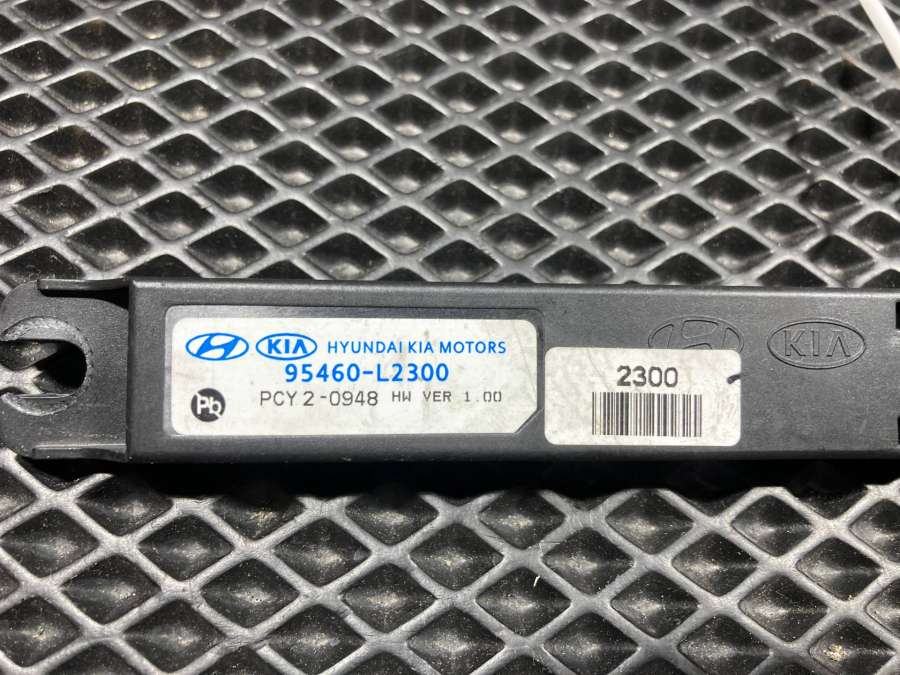 KIA HYUNDAI KIA MOTORS
95460-L2300
Pb PCY2-0948 HW VER 1.00
2300
KIA